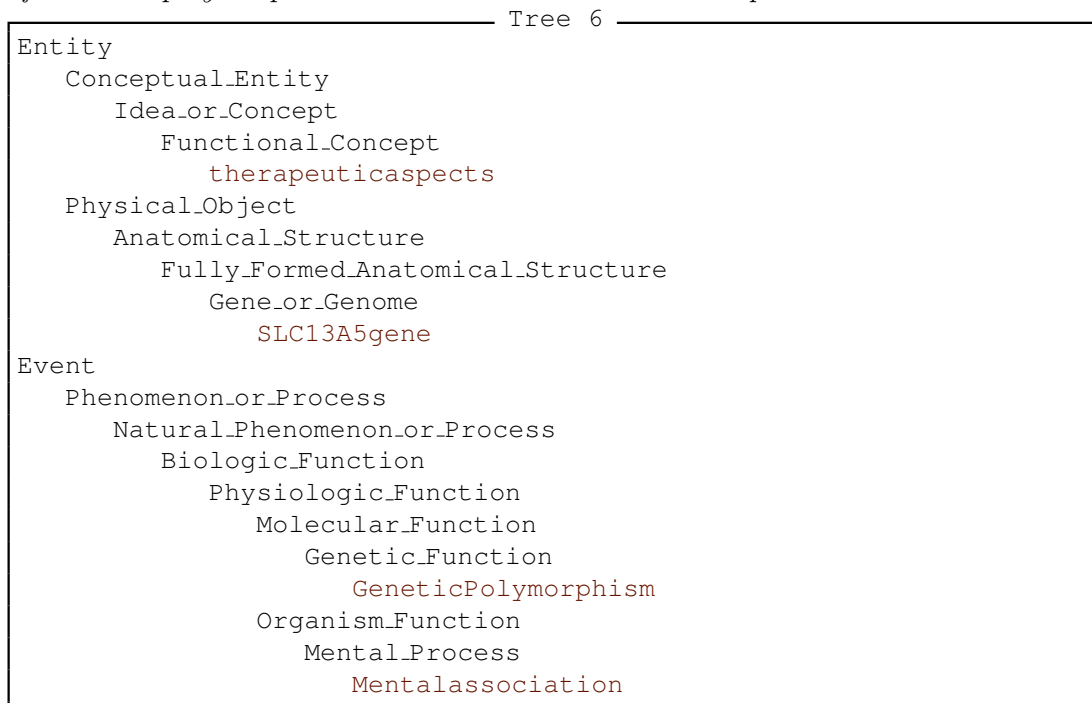 Tree 6
Entity
Conceptual_Entity
Idea_or_Concept
Functional_Concept
therapeuticaspects
Physical_Object
Anatomical_Structure
Fully_Formed_Anatomical_Structure
Gene_or_Genome
SLC13A5gene
Event
Phenomenon_or_Process
Natural_Phenomenon_or_Process
Biologic_Function
Physiologic_Function
Molecular_Function
Genetic_Function
GeneticPolymorphism
Organism_Function
Mental_Process
Mentalassociation